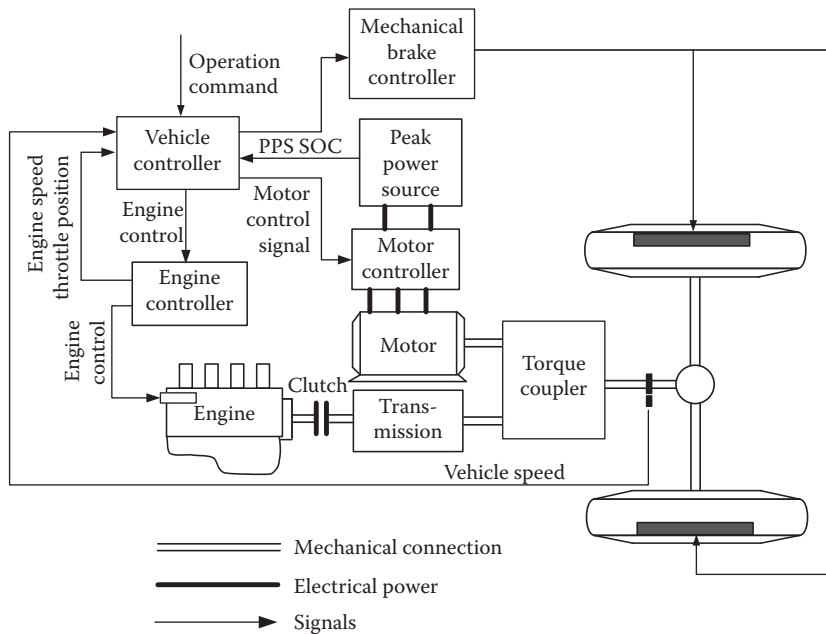 Mechanical
brake
controller
Operation
command
Vehicle
controller
PPS SOC
Peak
power
source
Engine speed
throttle position
Engine
control
Motor
control
signal
Motor
controller
Engine
controller
Engine
control
Motor
Torque
coupler
Clutch
Engine
Trans-
mission
Vehicle speed
Mechanical connection
Electrical power
Signals